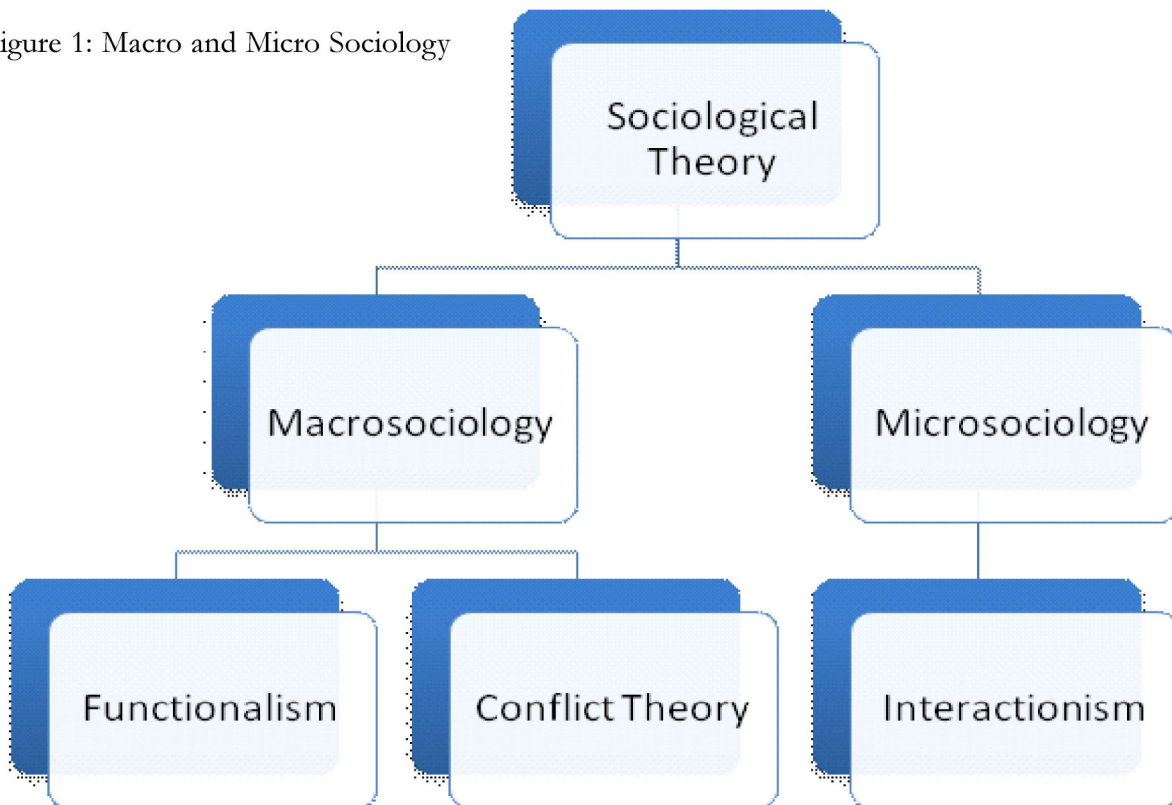 igure 1: Macro and Micro Sociology
Sociological
Theory
Macrosociology
Microsociology
Functionalism
Conflict Theory
Interactionism